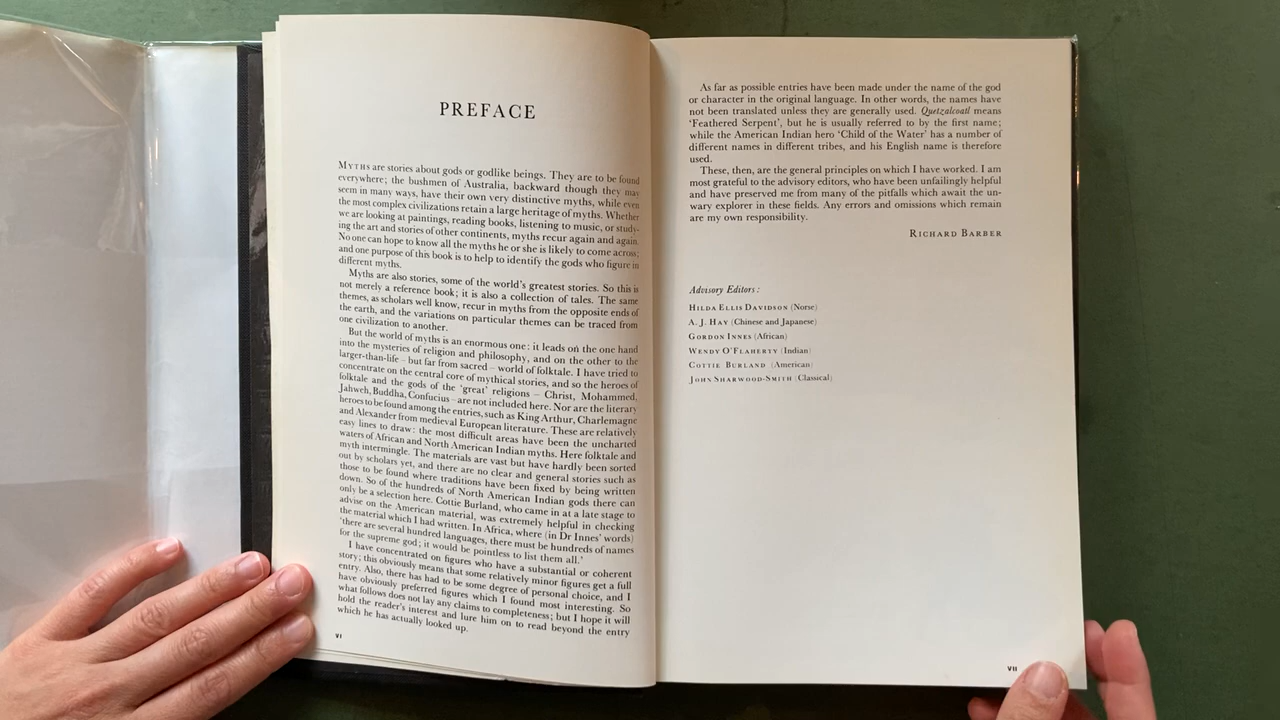 PREFACE
MYTHS are stories about gods or godlike beings. They are to be found
everywhere; the bushmen of Australia, backward though they may
seem in many ways, have their own very distinctive myths, while even
the most complex civilizations retain a large heritage of myths. Whether
we are looking at paintings, reading books, listening to music, or study-
ing the art and stories of other continents, myths recur again and again.
No one can hope to know all the myths he or she is likely to come across;
and one purpose of this book is to help to identify the gods who figure in
different myths.
Myths are also stories, some of the world's greatest stories. So this is
not merely a reference book; it is also a collection of tales. The same
themes, as scholars well know, recur in myths from the opposite ends of
the earth, and the variations on particular themes can be traced from
one civilization to another.
But the world of myths is an enormous one: it leads on the one hand
into the mysteries of religion and philosophy, and on the other to the
larger-than-life – but far from sacred – world of folktale. I have tried to
concentrate on the central core of mythical stories, and so the heroes of
folktale and the gods of the 'great' religions – Christ, Mohammed,
Jahweh, Buddha, Confucius – are not included here. Nor are the literary
heroes to be found among the entries, such as King Arthur, Charlemagne
and Alexander from medieval European literature. These are relatively
easy lines to draw: the most difficult areas have been the uncharted
waters of African and North American Indian myths. Here folktale and
myth intermingle. The materials are vast but have hardly been sorted
out by scholars yet, and there are no clear and general stories such as
those to be found where traditions have been fixed by being written
down. So of the hundreds of North American Indian gods there can
only be a selection here. Cottie Burland, who came in at a late stage to
advise on the American material, was extremely helpful in checking
the material which I had written. In Africa, where (in Dr Innes' words)
'there are several hundred languages, there must be hundreds of names
for the supreme god; it would be pointless to list them all.'
I have concentrated on figures who have a substantial or coherent
story; this obviously means that some relatively minor figures get a full
entry. Also, there has had to be some degree of personal choice, and I
have obviously preferred figures which I found most interesting. So
what follows does not lay any claims to completeness; but I hope it will
hold the reader's interest and lure him on to read beyond the entry
which he has actually looked up.
VI
As far as possible entries have been made under the name of the god
or character in the original language. In other words, the names have
not been translated unless they are generally used. Quetzalcoatl means
'Feathered Serpent', but he is usually referred to by the first name;
while the American Indian hero 'Child of the Water' has a number of
different names in different tribes, and his English name is therefore
used.
These, then, are the general principles on which I have worked. I am
most grateful to the advisory editors, who have been unfailingly helpful
and have preserved me from many of the pitfalls which await the un-
wary explorer in these fields. Any errors and omissions which remain
are my own responsibility.
RICHARD BARBER
Advisory Editors:
HILDA ELLIS DAVIDSON (Norse)
A. J. HAY (Chinese and Japanese)
GORDON INNES (African)
WENDY O'FLAHERTY (Indian)
COTTIE BURLAND (American)
JOHN SHARWOOD-SMITH (Classical)
VII